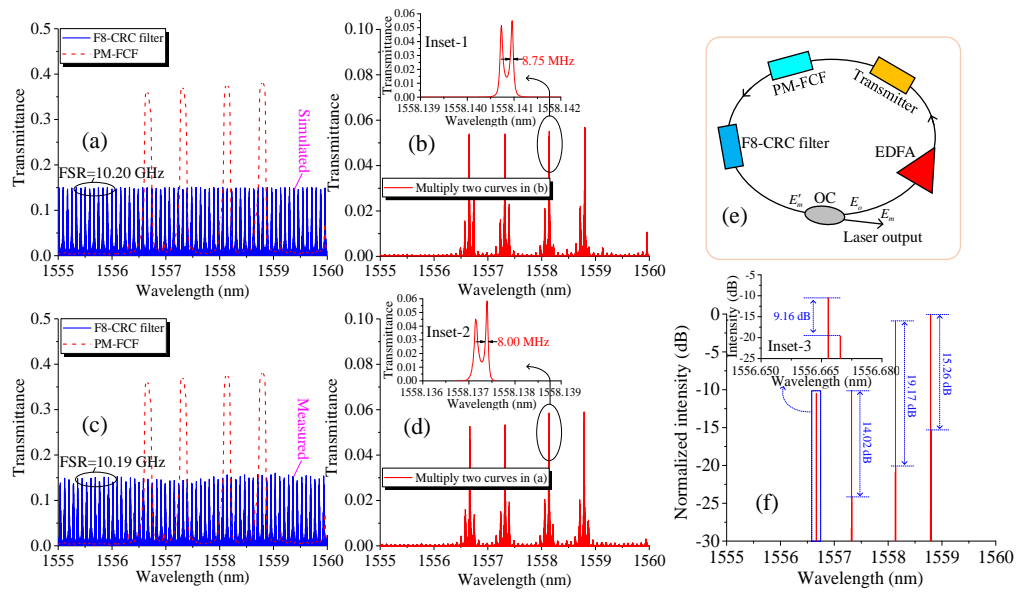 F8-CRC filter
PM-FCF
(a)
Simulated
FSR=10.20 GHz
Transmittance
0.5
0.4
0.3
0.2
0.1
0.0
1555 1556 1557 1558 1559 1560
Wavelength (nm)
Inset-1
8.75 MHz
Transmittance
0.06
0.05
0.04
0.03
0.02
0.01
0.00
1558.139 1558.140 1558.141 1558.142
Wavelength (nm)
(b)
Multiply two curves in (b)
Transmittance
0.10
0.08
0.06
0.04
0.02
0.00
1555 1556 1557 1558 1559 1560
Wavelength (nm)
PM-FCF
Transmitter
F8-CRC filter
EDFA
(e)
E'm
OC
Eo
Em
Laser output
F8-CRC filter
PM-FCF
(c)
Measured
FSR=10.19 GHz
Transmittance
0.5
0.4
0.3
0.2
0.1
0.0
1555 1556 1557 1558 1559 1560
Wavelength (nm)
Inset-2
8.00 MHz
Transmittance
0.06
0.05
0.04
0.03
0.02
0.01
0.00
1558.136 1558.137 1558.138 1558.139
Wavelength (nm)
(d)
Multiply two curves in (a)
Transmittance
0.10
0.08
0.06
0.04
0.02
0.00
1555 1556 1557 1558 1559 1560
Wavelength (nm)
Intensity (dB)
-5
-10
-15
-20
-25
9.16 dB
Inset-3
1556.650 1556.665 1556.680
Wavelength (nm)
14.02 dB
19.17 dB
15.26 dB
(f)
Normalized intensity (dB)
0
-5
-10
-15
-20
-25
-30
1555 1556 1557 1558 1559 1560
Wavelength (nm)